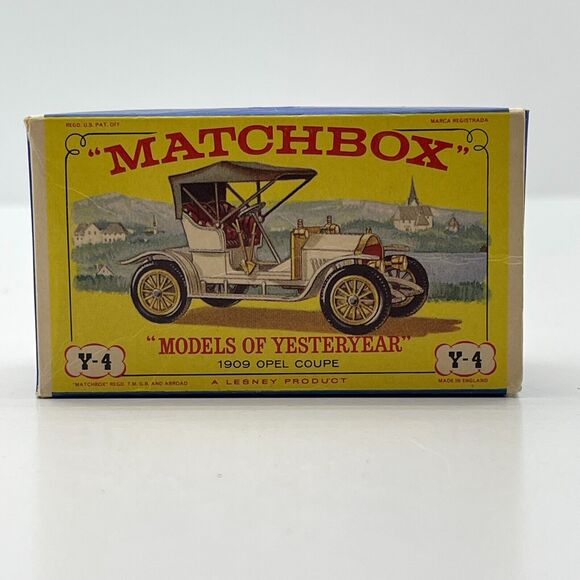 REGD. U.S. PAT. OFF. MARCA REGISTRADA
"MATCHBOX"
"MODELS OF YESTERYEAR"
Y-4 1909 OPEL COUPE Y-4
"MATCHBOX" REGD. T.M. G.B. AND ABROAD A LESNEY PRODUCT MADE IN ENGLAND